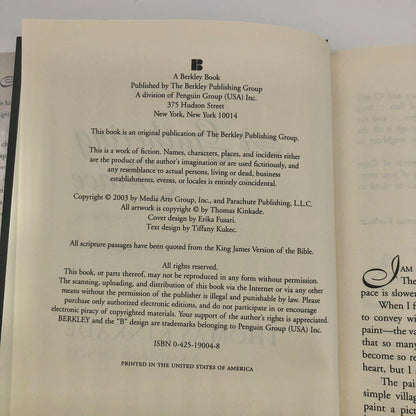 B
A Berkley Book
Published by The Berkley Publishing Group
A division of Penguin Group (USA) Inc.
375 Hudson Street
New York, New York 10014
This book is an original publication of The Berkley Publishing Group.
This is a work of fiction. Names, characters, places, and incidents either
are the product of the author's imagination or are used fictitiously, and
any resemblance to actual persons, living or dead, business
establishments, events, or locales is entirely coincidental.
Copyright © 2003 by Media Arts Group, Inc., and Parachute Publishing, L.L.C.
All artwork is copyright © by Thomas Kinkade.
Cover design by Erika Fusari.
Text design by Tiffany Kukec.
All scripture passages have been quoted from the King James Version of the Bible.
All rights reserved.
This book, or parts thereof, may not be reproduced in any form without permission.
The scanning, uploading, and distribution of this book via the Internet or via any other
means without the permission of the publisher is illegal and punishable by law. Please
purchase only authorized electronic editions, and do not participate in or encourage
electronic piracy of copyrighted materials. Your support of the author's rights is appreciated.
BERKLEY and the "B" design are trademarks belonging to Penguin Group (USA) Inc.
ISBN 0-425-19004-8
PRINTED IN THE UNITED STATES OF AMERICA
I AM
The
pace is slower
When I f
to convey wi
paint—the va
that so many
become so re
heart, but I a
The pai
simple villag
paint a pic